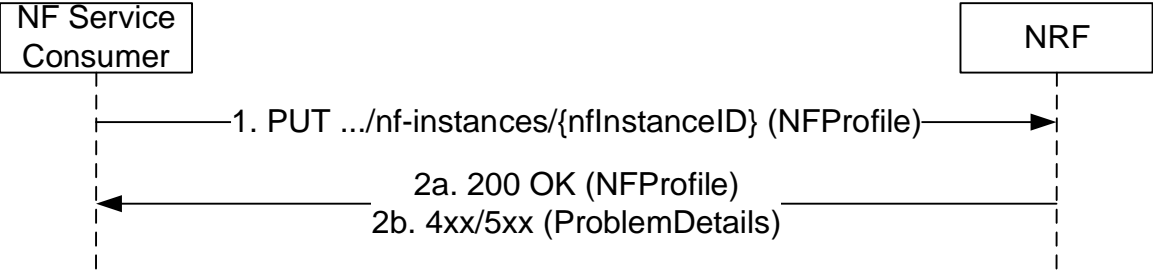 NF Service
Consumer
NRF
1. PUT .../nf-instances/{nfInstanceID} (NFProfile)
2a. 200 OK (NFProfile)
2b. 4xx/5xx (ProblemDetails)